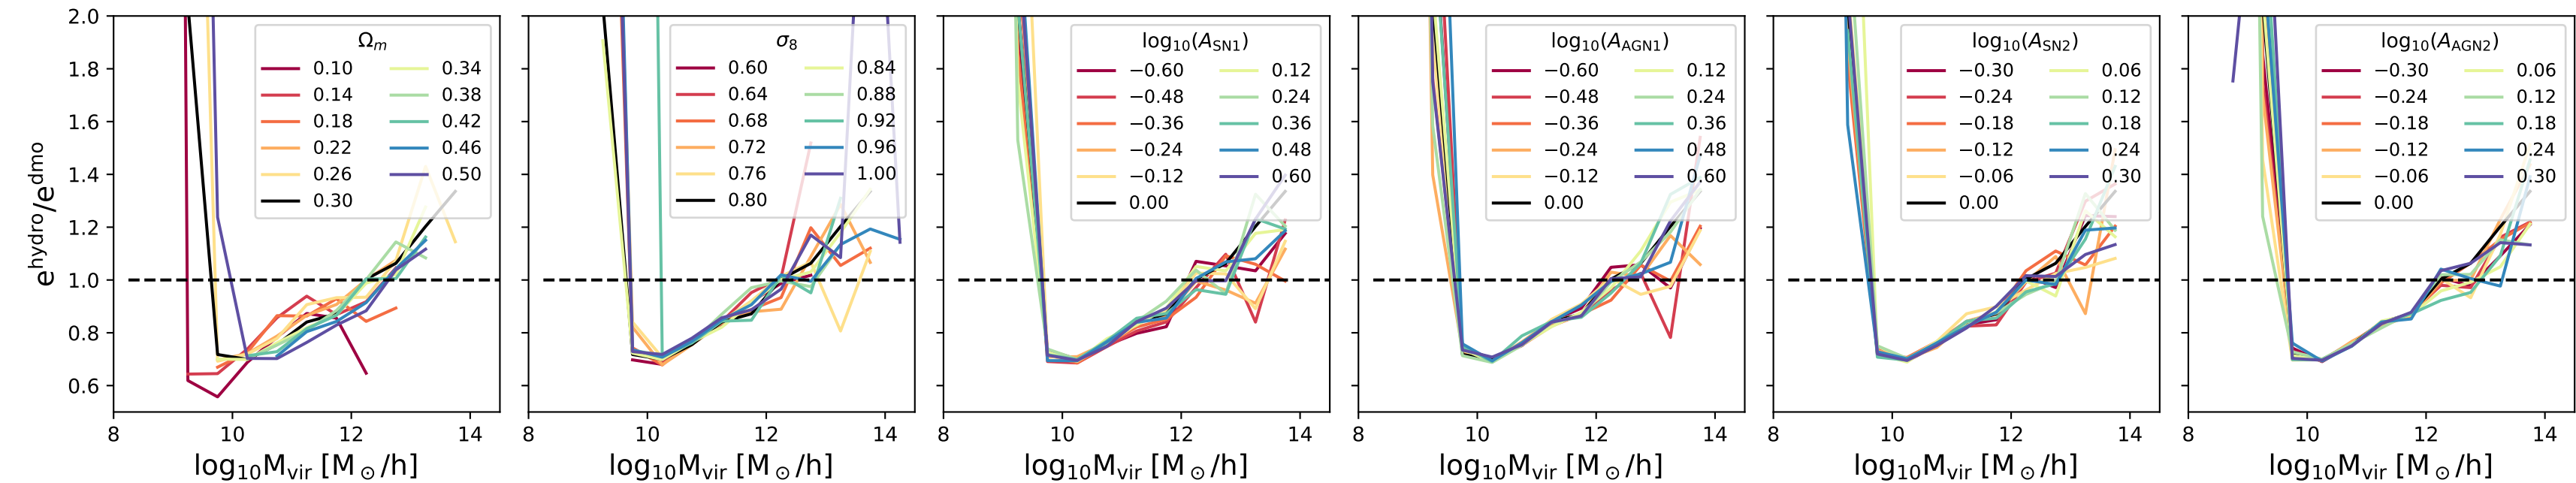 e^hydro/e^dmo
2.0
1.8
1.6
1.4
1.2
1.0
0.8
0.6
Ω_m
0.10 0.34
0.14 0.38
0.18 0.42
0.22 0.46
0.26 0.50
0.30
8 10 12 14
log₁₀M_vir [M_⊙/h]
σ_8
0.60 0.84
0.64 0.88
0.68 0.92
0.72 0.96
0.76 1.00
0.80
8 10 12 14
log₁₀M_vir [M_⊙/h]
log₁₀(A_SN1)
−0.60 0.12
−0.48 0.24
−0.36 0.36
−0.24 0.48
−0.12 0.60
0.00
8 10 12 14
log₁₀M_vir [M_⊙/h]
log₁₀(A_AGN1)
−0.60 0.12
−0.48 0.24
−0.36 0.36
−0.24 0.48
−0.12 0.60
0.00
8 10 12 14
log₁₀M_vir [M_⊙/h]
log₁₀(A_SN2)
−0.30 0.06
−0.24 0.12
−0.18 0.18
−0.12 0.24
−0.06 0.30
0.00
8 10 12 14
log₁₀M_vir [M_⊙/h]
log₁₀(A_AGN2)
−0.30 0.06
−0.24 0.12
−0.18 0.18
−0.12 0.24
−0.06 0.30
0.00
8 10 12 14
log₁₀M_vir [M_⊙/h]